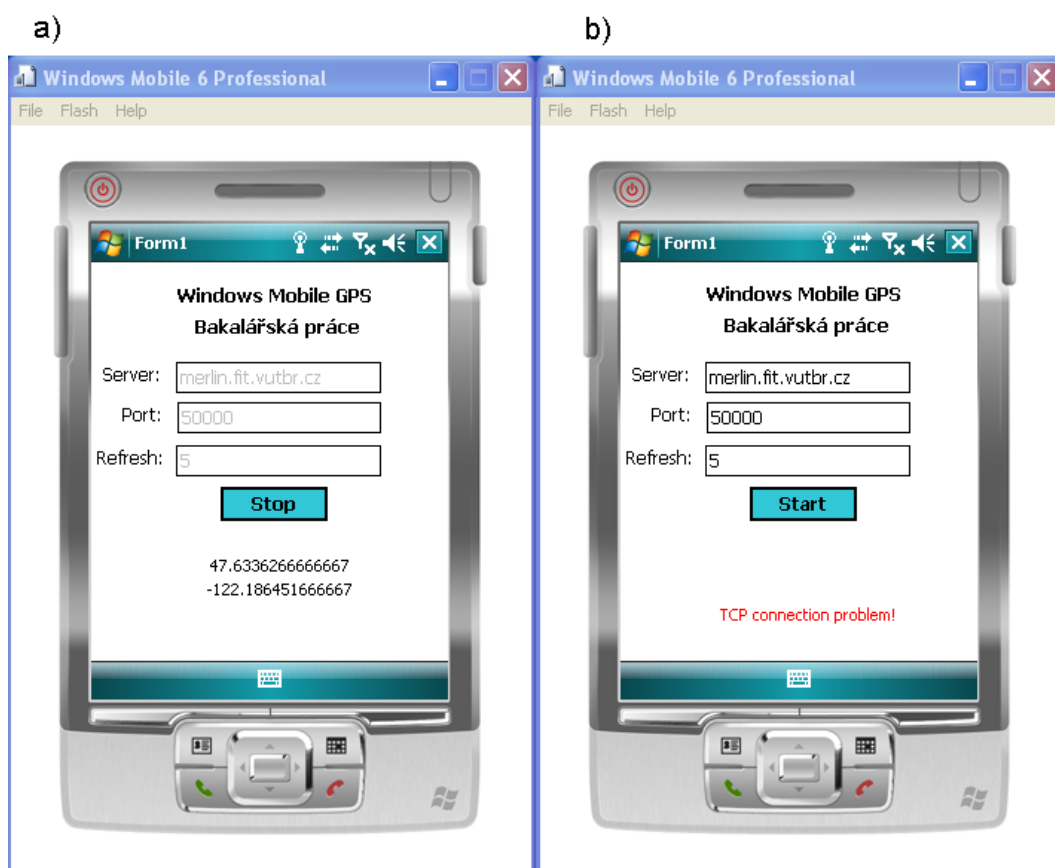 a)
Windows Mobile 6 Professional
File Flash Help
Form1
Windows Mobile GPS
Bakalářská práce
Server: merlin.fit.vutbr.cz
Port: 50000
Refresh: 5
Stop
47.6336266666667
-122.186451666667
b)
Windows Mobile 6 Professional
File Flash Help
Form1
Windows Mobile GPS
Bakalářská práce
Server: merlin.fit.vutbr.cz
Port: 50000
Refresh: 5
Start
TCP connection problem!